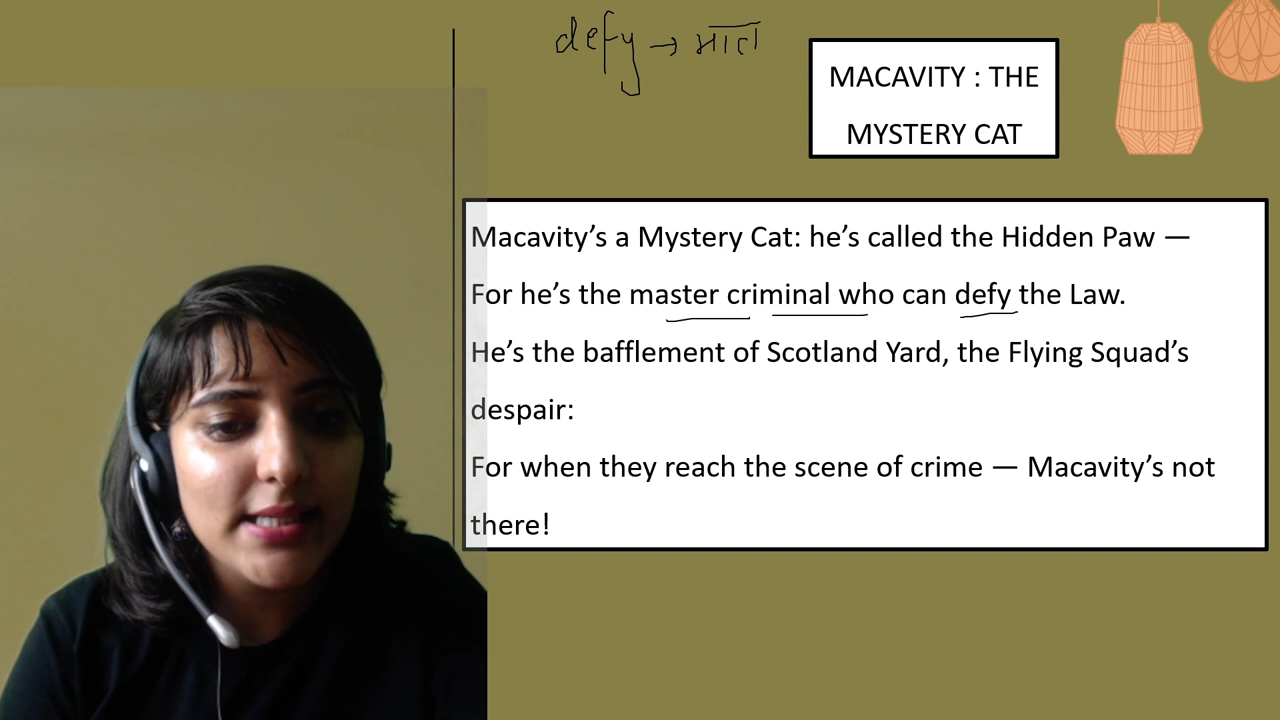 defy → मात
MACAVITY : THE
MYSTERY CAT
Macavity’s a Mystery Cat: he’s called the Hidden Paw —
For he’s the master criminal who can defy the Law.
He’s the bafflement of Scotland Yard, the Flying Squad’s
despair:
For when they reach the scene of crime — Macavity’s not
there!